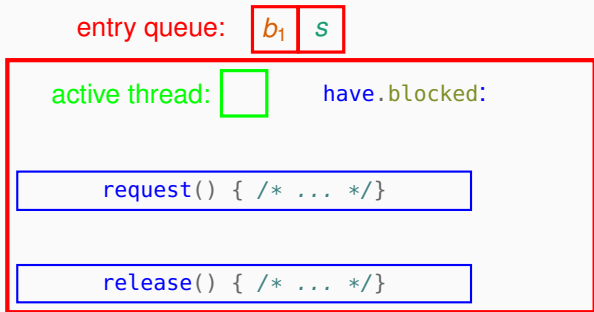 entry queue: b₁ s
active thread: have.blocked:
request() { /* ... */}
release() { /* ... */}